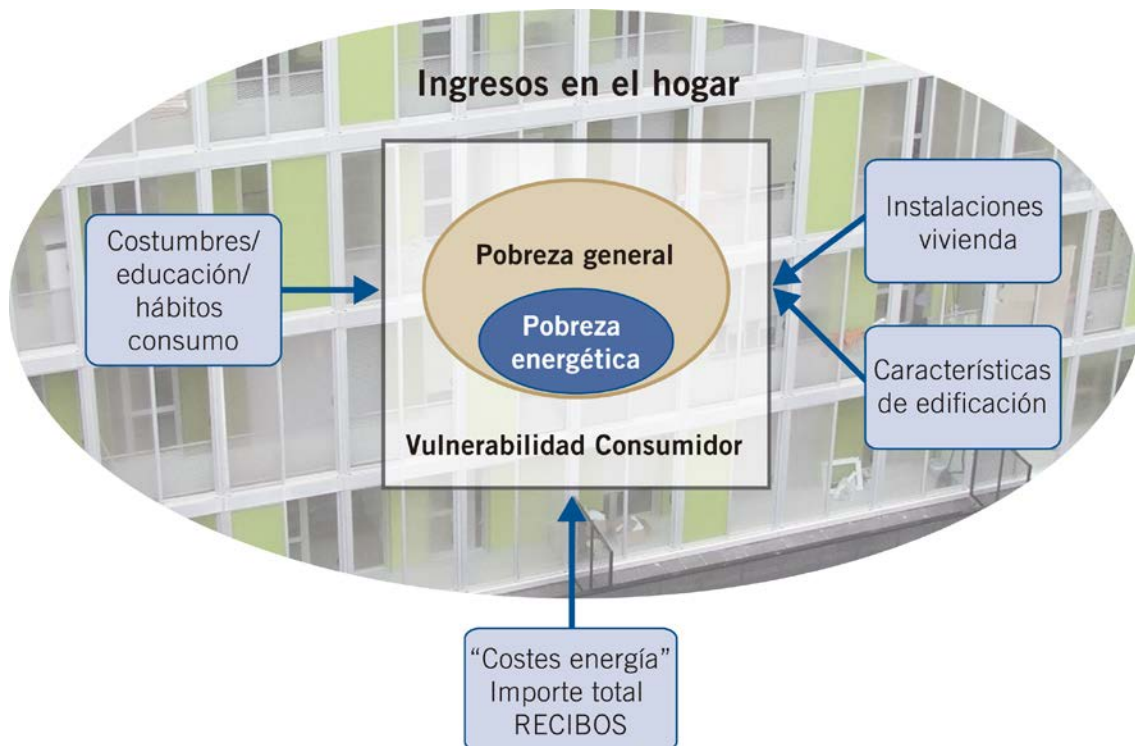 Ingresos en el hogar
Costumbres/
educación/
hábitos
consumo
Pobreza general
Pobreza
energética
Vulnerabilidad Consumidor
Instalaciones
vivienda
Características
de edificación
“Costes energía”
Importe total
RECIBOS